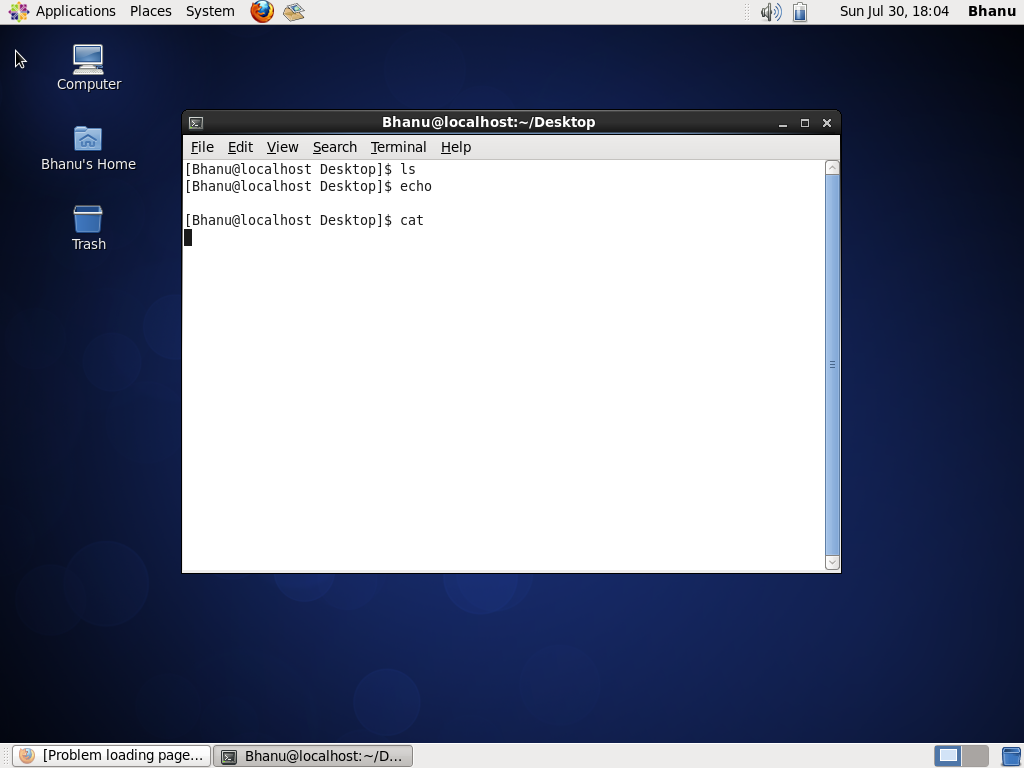 Applications Places System Sun Jul 30, 18:04 Bhanu
Computer
Bhanu's Home
Trash
Bhanu@localhost:~/Desktop
File Edit View Search Terminal Help
[Bhanu@localhost Desktop]$ ls
[Bhanu@localhost Desktop]$ echo
[Bhanu@localhost Desktop]$ cat
[Problem loading page... Bhanu@localhost:~/D...